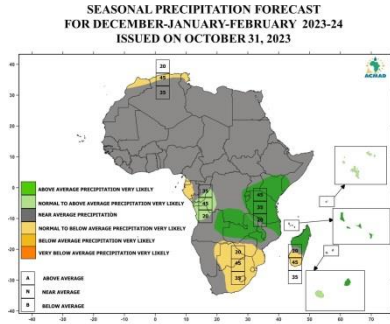 SEASONAL PRECIPITATION FORECAST
FOR DECEMBER-JANUARY-FEBRUARY 2023-24
ISSUED ON OCTOBER 31, 2023
ACMAD
40
30
20
10
0
-10
-20
-30
-40
20
45
35
45
20
45
35
20
20
45
35
20
45
35
ABOVE AVERAGE PRECIPITATION VERY LIKELY
NORMAL TO ABOVE AVERAGE PRECIPITATION VERY LIKELY
NEAR AVERAGE PRECIPITATION
NORMAL TO BELOW AVERAGE PRECIPITATION VERY LIKELY
BELOW AVERAGE PRECIPITATION VERY LIKELY
VERY BELOW AVERAGE PRECIPITATION VERY LIKELY
A ABOVE AVERAGE
N NEAR AVERAGE
B BELOW AVERAGE
-40 -30 -20 -10 0 10 20 30 40 50 60 70